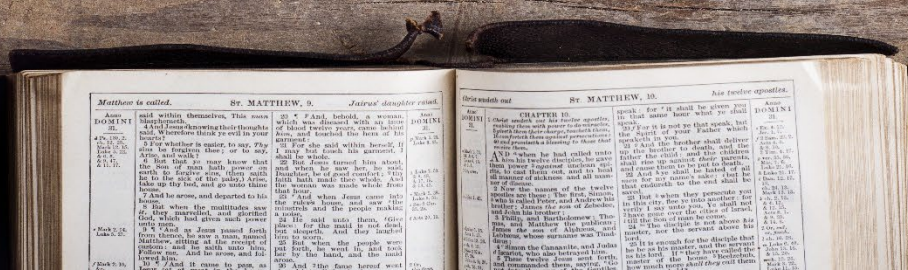 Matthew is called.
ST. MATTHEW, 9.
Jairus' daughter raised.
Anno
DOMINI
31.
said within themselves, This man
blasphemeth.
4 And Jesus knowing their thoughts
said, Wherefore think ye evil in your
hearts?
5 For whether is easier, to say, Thy
sins be forgiven thee; or to say,
Arise, and walk?
6 But that ye may know that
the Son of man hath power on
earth to forgive sins, (then saith
he to the sick of the palsy,) Arise,
take up thy bed, and go unto thine
house.
7 And he arose, and departed to his
house.
8 But when the multitudes saw
it, they marvelled, and glorified
God, which had given such power
unto men.
9 ¶ And as Jesus passed forth
from thence, he saw a man, named
Matthew, sitting at the receipt of
custom: and he saith unto him,
Follow me. And he arose, and fol-
lowed him.
10 ¶ And it came to pass, as
20 ¶ And, behold, a woman,
which was diseased with an issue
of blood twelve years, came behind
him, and touched the hem of his
garment:
21 For she said within herself, If
I may but touch his garment, I
shall be whole.
22 But Jesus turned him about,
and when he saw her, he said,
Daughter, be of good comfort; thy
faith hath made thee whole. And
the woman was made whole from
that hour.
23 And when Jesus came into
the ruler's house, and saw the
minstrels and the people making
a noise,
24 He said unto them, Give
place: for the maid is not dead,
but sleepeth. And they laughed
him to scorn.
25 But when the people were
put forth, he went in, and took
her by the hand, and the maid
arose.
26 And the fame hereof went
Christ sendeth out
ST. MATTHEW, 10.
his twelve apostles.
CHAPTER 10.
AND when he had called unto
him his twelve disciples, he gave
them power against unclean spi-
rits, to cast them out, and to heal
all manner of sickness and all man-
ner of disease.
2 Now the names of the twelve
apostles are these; The first, Simon,
who is called Peter, and Andrew his
brother; James the son of Zebedee,
and John his brother;
3 Philip, and Bartholomew; Tho-
mas, and Matthew the publican;
James the son of Alphæus, and
Lebbæus, whose surname was Thad-
dæus;
4 Simon the Canaanite, and Judas
Iscariot, who also betrayed him.
5 These twelve Jesus sent forth,
and commanded them, saying, Go
speak: for it shall be given you
in that same hour what ye shall
speak.
20 For it is not ye that speak, but
the Spirit of your Father which
speaketh in you.
21 And the brother shall deliver
up the brother to death, and the
father the child: and the children
shall rise up against their parents,
and cause them to be put to death.
22 And ye shall be hated of all
men for my name's sake: but he
that endureth to the end shall be
saved.
23 But when they persecute you
in this city, flee ye into another: for
verily I say unto you, Ye shall not
have gone over the cities of Israel,
till the Son of man be come.
24 The disciple is not above his
master, nor the servant above his
lord.
25 It is enough for the disciple that
he be as his master, and the servant
as his lord. If they have called the
master of the house Beelzebub,
how much more shall they call them
Anno
DOMINI
31.